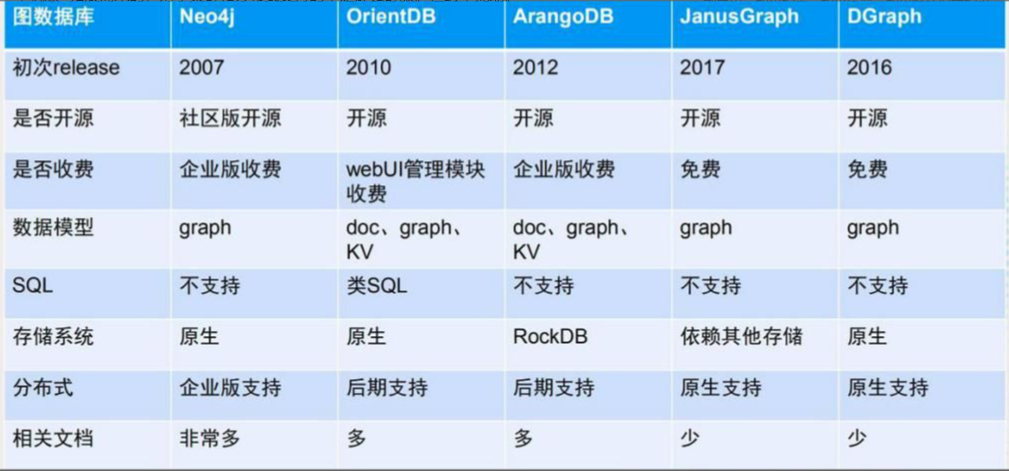 图数据库 Neo4j OrientDB ArangoDB JanusGraph DGraph
初次release 2007 2010 2012 2017 2016
是否开源 社区版开源 开源 开源 开源 开源
是否收费 企业版收费 webUI管理模块收费 企业版收费 免费 免费
数据模型 graph doc、graph、KV doc、graph、KV graph graph
SQL 不支持 类SQL 不支持 不支持 不支持
存储系统 原生 原生 RockDB 依赖其他存储 原生
分布式 企业版支持 后期支持 后期支持 原生支持 原生支持
相关文档 非常多 多 多 少 少